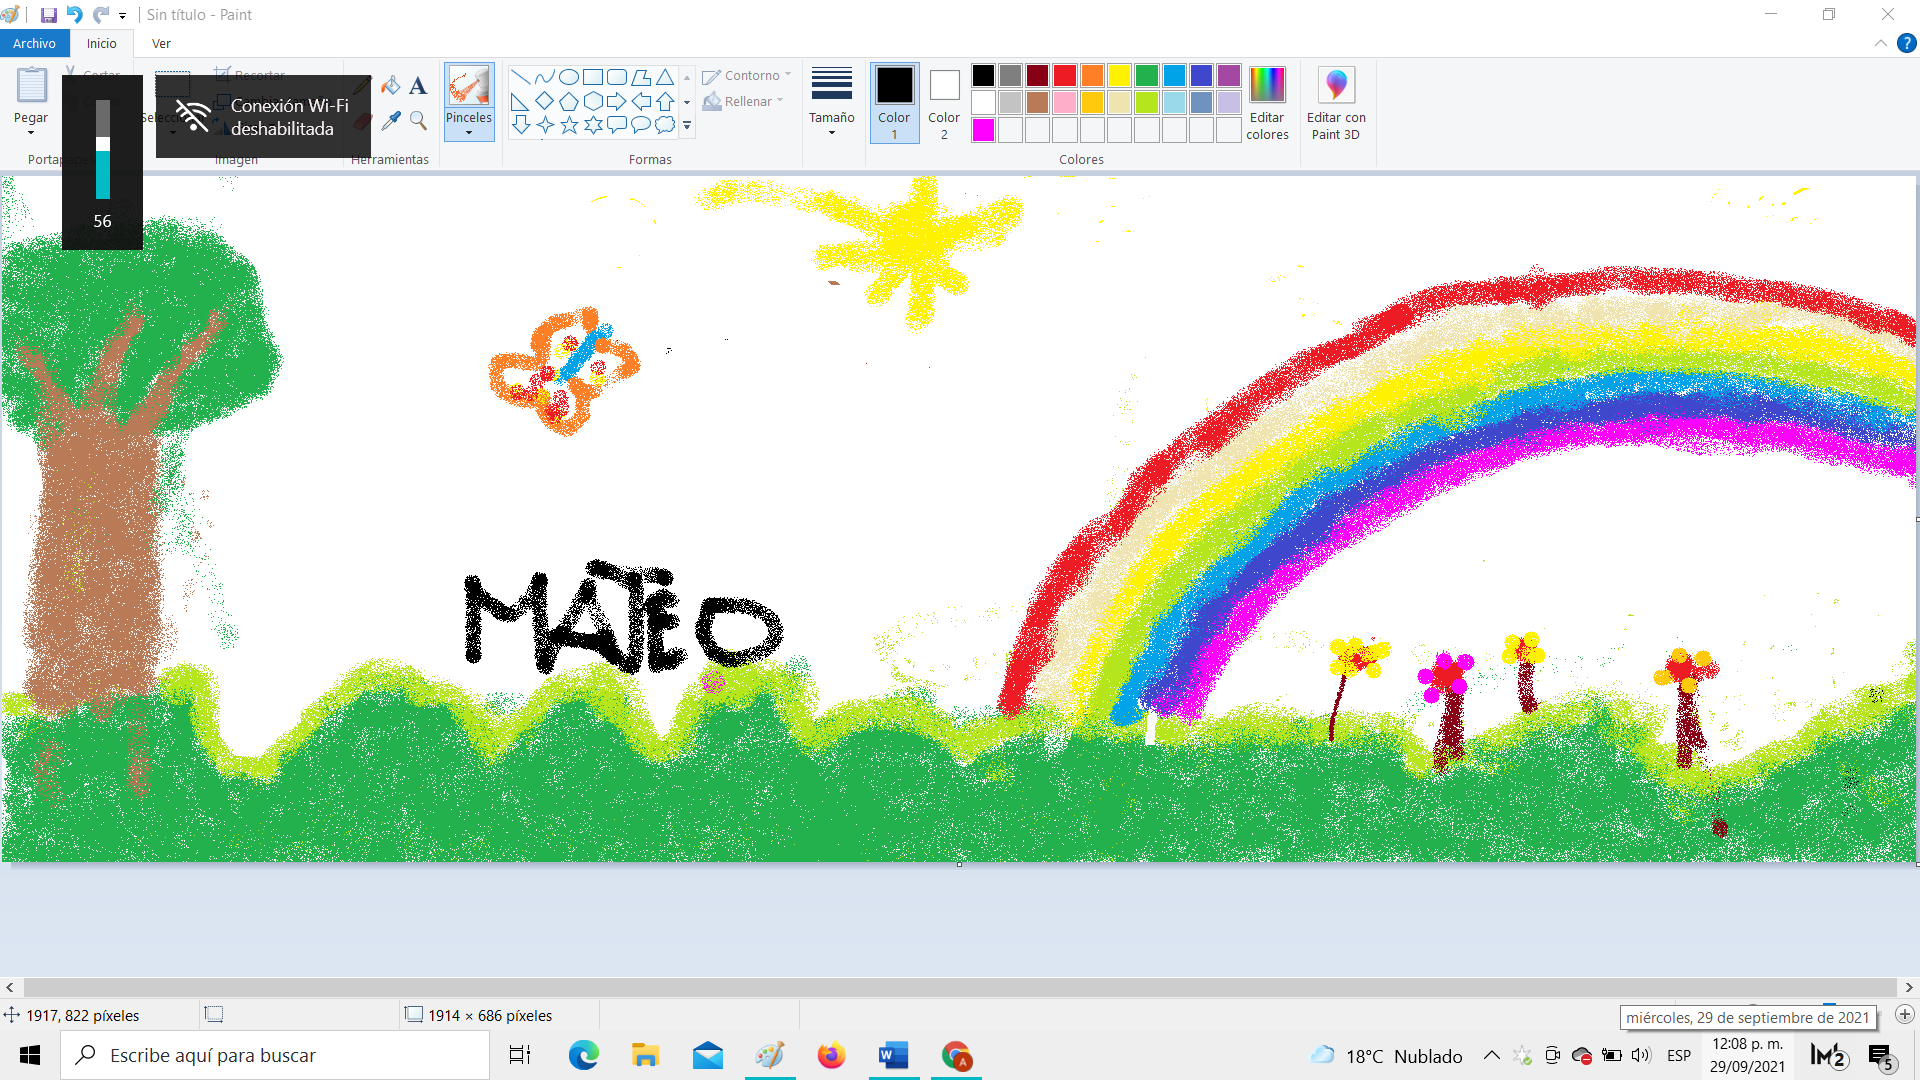 Sin título - Paint
Archivo
Inicio
Ver
Pegar
Cortar
Recortar
Portapapeles
Imagen
56
Conexión Wi-Fi
deshabilitada
Herramientas
Pinceles
Contorno
Rellenar
Formas
Tamaño
Color
1
Color
2
Editar
colores
Editar con
Paint 3D
Colores
MATEO
1917, 822 píxeles
1914 × 686 píxeles
miércoles, 29 de septiembre de 2021
Escribe aquí para buscar
18°C Nublado
ESP
12:08 p. m.
29/09/2021
2
5